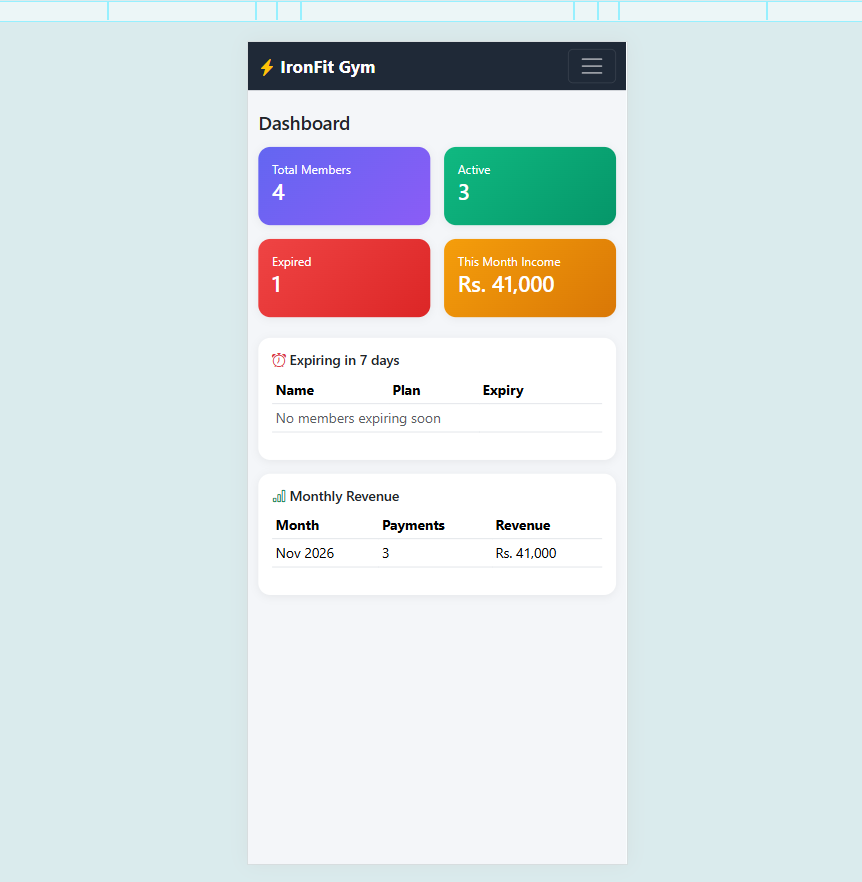 IronFit Gym
Dashboard
Total Members
4
Active
3
Expired
1
This Month Income
Rs. 41,000
Expiring in 7 days
Name Plan Expiry
No members expiring soon
Monthly Revenue
Month Payments Revenue
Nov 2026 3 Rs. 41,000